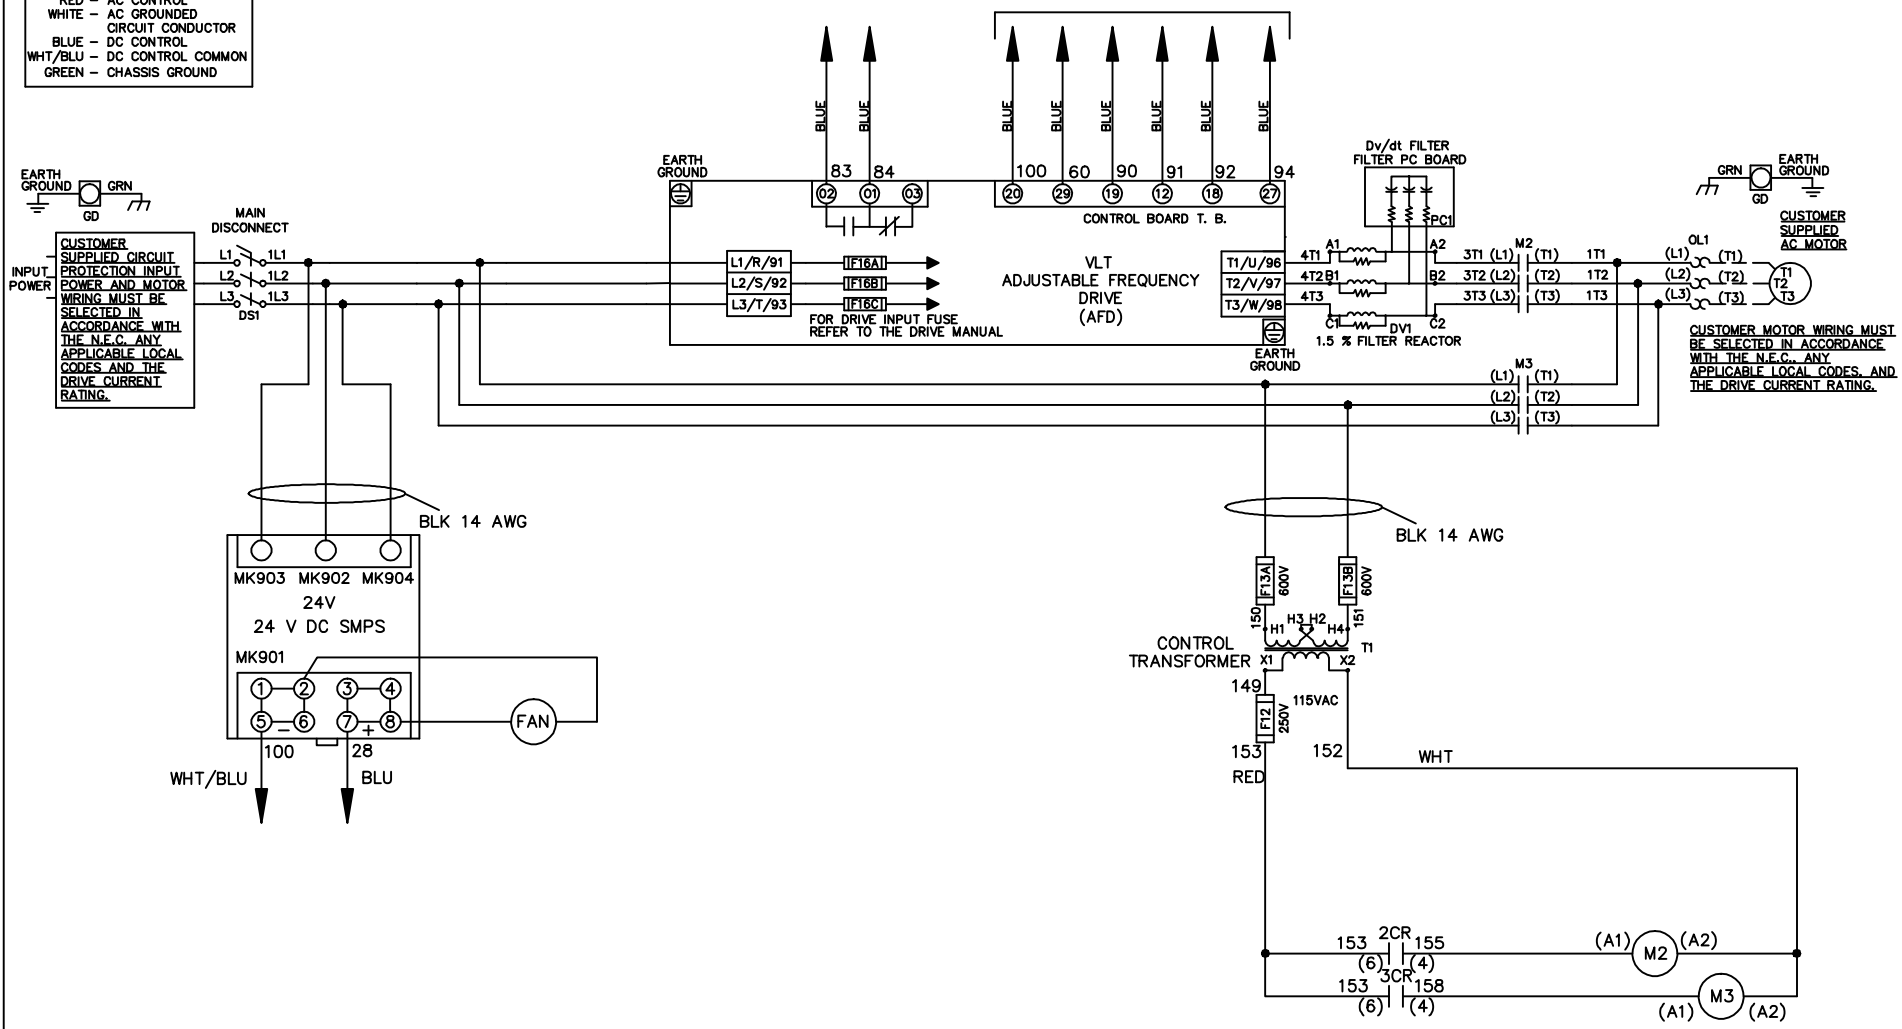 RED – AC CONTROL
WHITE – AC GROUNDED
CIRCUIT CONDUCTOR
BLUE – DC CONTROL
WHT/BLU – DC CONTROL COMMON
GREEN – CHASSIS GROUND
BLUE
BLUE
BLUE
BLUE
BLUE
BLUE
BLUE
BLUE
EARTH
GROUND
GRN
GD
MAIN
DISCONNECT
INPUT
POWER
CUSTOMER
SUPPLIED CIRCUIT
PROTECTION INPUT
POWER AND MOTOR
WIRING MUST BE
SELECTED IN
ACCORDANCE WITH
THE N.E.C. ANY
APPLICABLE LOCAL
CODES AND THE
DRIVE CURRENT
RATING.
L1 1L1
L2 1L2
L3 1L3
DS1
EARTH
GROUND
83 84
02 01 03
100 60 90 91 92 94
20 29 19 12 18 27
CONTROL BOARD T. B.
L1/R/91
L2/S/92
L3/T/93
F16A
F16B
F16C
FOR DRIVE INPUT FUSE
REFER TO THE DRIVE MANUAL
VLT
ADJUSTABLE FREQUENCY
DRIVE
(AFD)
T1/U/96
T2/V/97
T3/W/98
EARTH
GROUND
4T1
4T2
4T3
Dv/dt FILTER
FILTER PC BOARD
PC1
A1 A2
B1 B2
C1 C2
DV1
1.5 % FILTER REACTOR
M2
3T1 (L1) (T1) 1T1
3T2 (L2) (T2) 1T2
3T3 (L3) (T3) 1T3
OL1
(L1) (T1)
(L2) (T2)
(L3) (T3)
T1
T2
T3
GRN
EARTH
GROUND
GD
CUSTOMER
SUPPLIED
AC MOTOR
CUSTOMER MOTOR WIRING MUST
BE SELECTED IN ACCORDANCE
WITH THE N.E.C., ANY
APPLICABLE LOCAL CODES, AND
THE DRIVE CURRENT RATING.
M3
(L1) (T1)
(L2) (T2)
(L3) (T3)
BLK 14 AWG
MK903 MK902 MK904
24V
24 V DC SMPS
MK901
1 2 3 4
5 – 6 7 + 8
FAN
100 28
WHT/BLU BLU
BLK 14 AWG
F13A
600V
F13B
600V
150
151
H1 H3 H2 H4
T1
CONTROL
TRANSFORMER
X1 X2
149
115VAC
F12
250V
153 152
RED
WHT
2CR
153 155
(6) (4)
(A1) M2 (A2)
3CR
153 158
(6) (4)
(A1) M3 (A2)